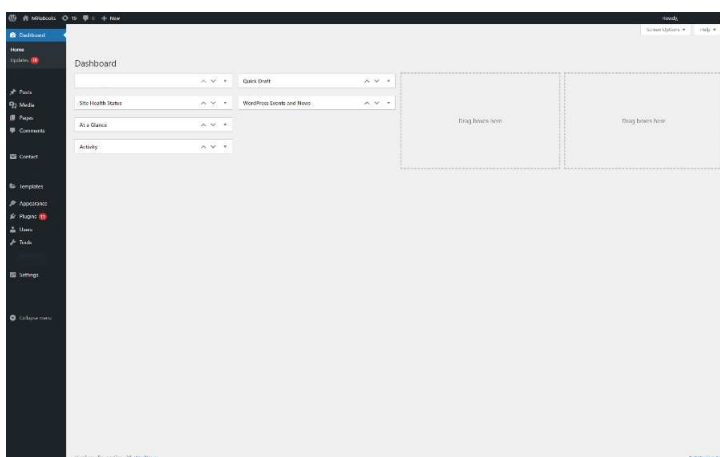 18 + New
Howdy,
Screen Options Help
Dashboard
Home
Updates 18
Dashboard
Posts
Media
Pages
Comments
Contact
Templates
Appearance
Plugins
Users
Tools
Settings
Collapse menu
Quick Draft
Site Health Status
WordPress Events and News
At a Glance
Activity
Drag boxes here
Drag boxes here